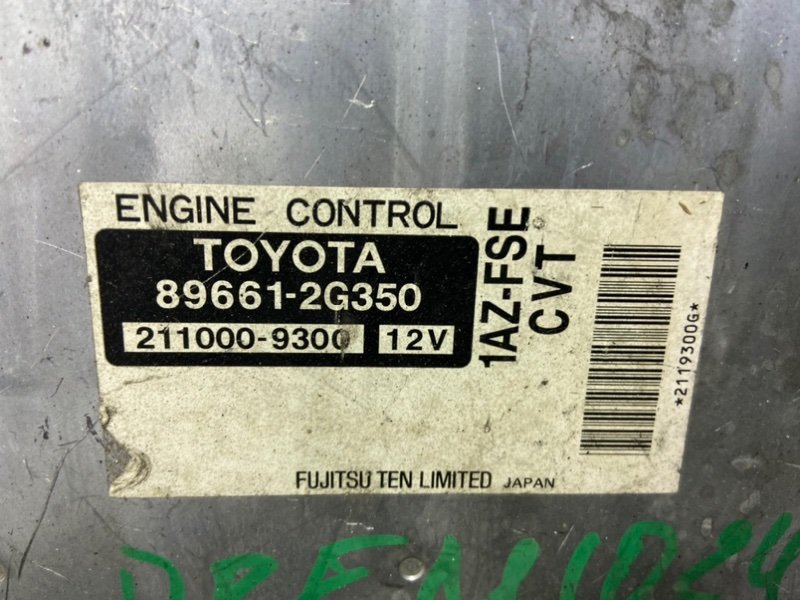 ENGINE CONTROL
TOYOTA
89661-2G350
211000-9300 12V
1AZ-FSE
CVT
*2119300G*
FUJITSU TEN LIMITED JAPAN